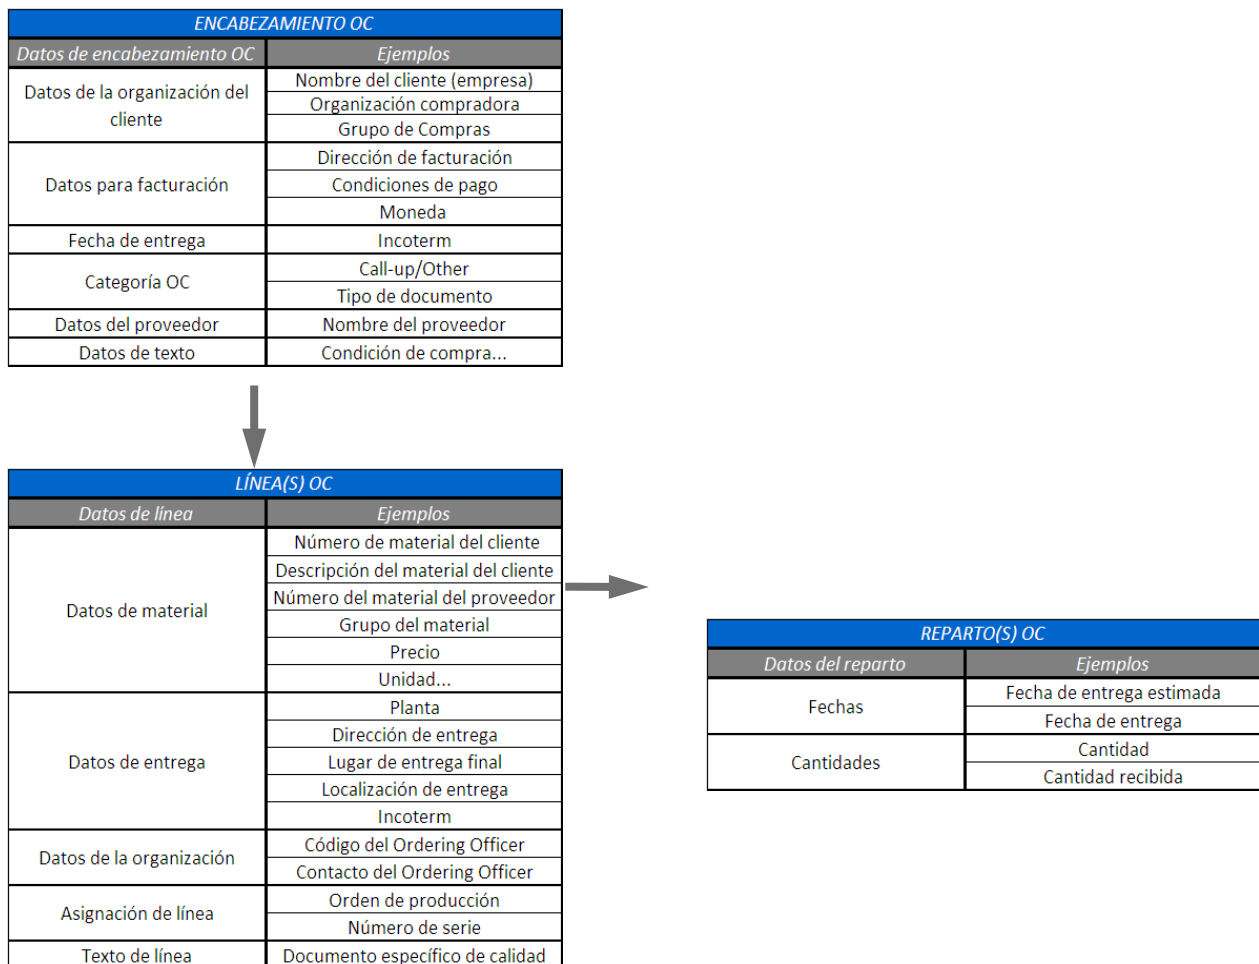 ENCABEZAMIENTO OC
Datos de encabezamiento OC
Ejemplos
Datos de la organización del
cliente
Nombre del cliente (empresa)
Organización compradora
Grupo de Compras
Datos para facturación
Dirección de facturación
Condiciones de pago
Moneda
Fecha de entrega
Incoterm
Categoría OC
Call-up/Other
Tipo de documento
Datos del proveedor
Nombre del proveedor
Datos de texto
Condición de compra...
LÍNEA(S) OC
Datos de línea
Ejemplos
Datos de material
Número de material del cliente
Descripción del material del cliente
Número del material del proveedor
Grupo del material
Precio
Unidad...
Datos de entrega
Planta
Dirección de entrega
Lugar de entrega final
Localización de entrega
Incoterm
Datos de la organización
Código del Ordering Officer
Contacto del Ordering Officer
Asignación de línea
Orden de producción
Número de serie
Texto de línea
Documento específico de calidad
REPARTO(S) OC
Datos del reparto
Ejemplos
Fechas
Fecha de entrega estimada
Fecha de entrega
Cantidades
Cantidad
Cantidad recibida